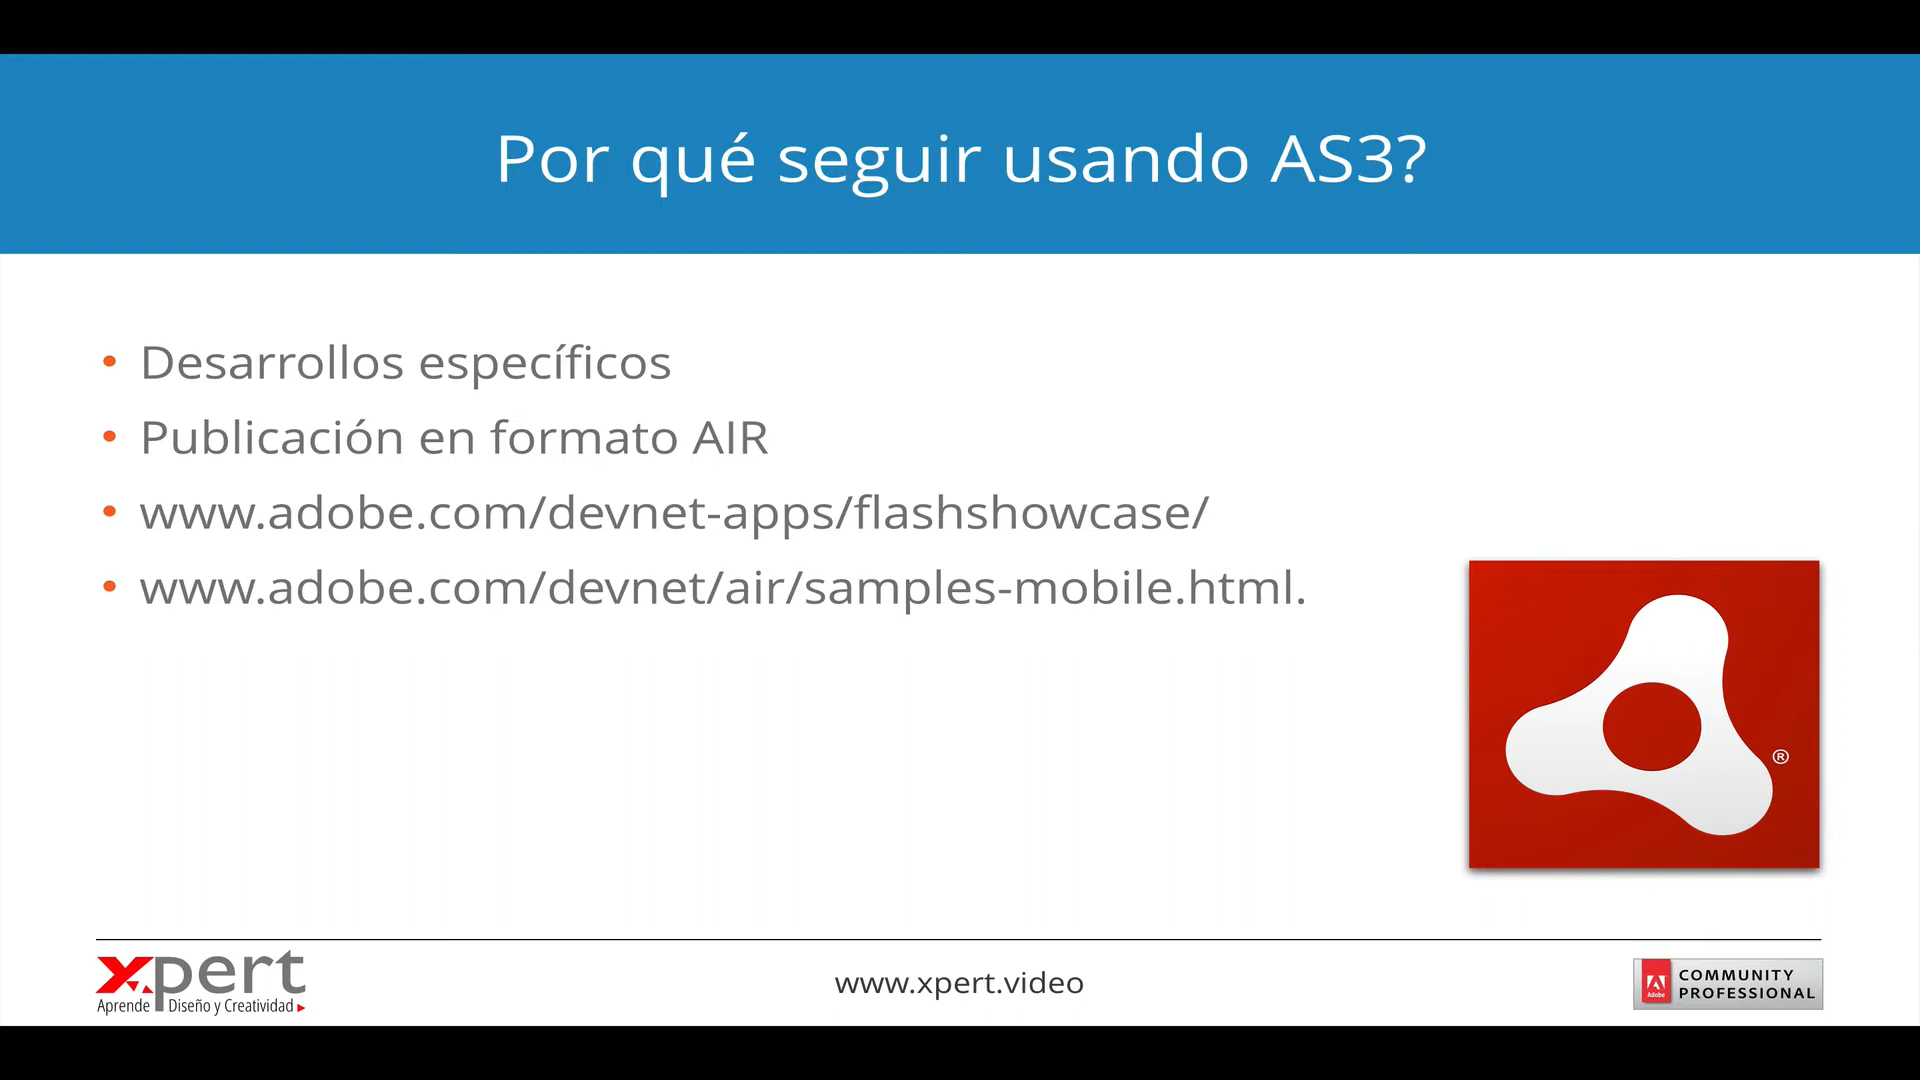 Por qué seguir usando AS3?
• Desarrollos específicos
• Publicación en formato AIR
• www.adobe.com/devnet-apps/flashshowcase/
• www.adobe.com/devnet/air/samples-mobile.html.
®
xpert
Aprende Diseño y Creatividad
www.xpert.video
Adobe
COMMUNITY
PROFESSIONAL